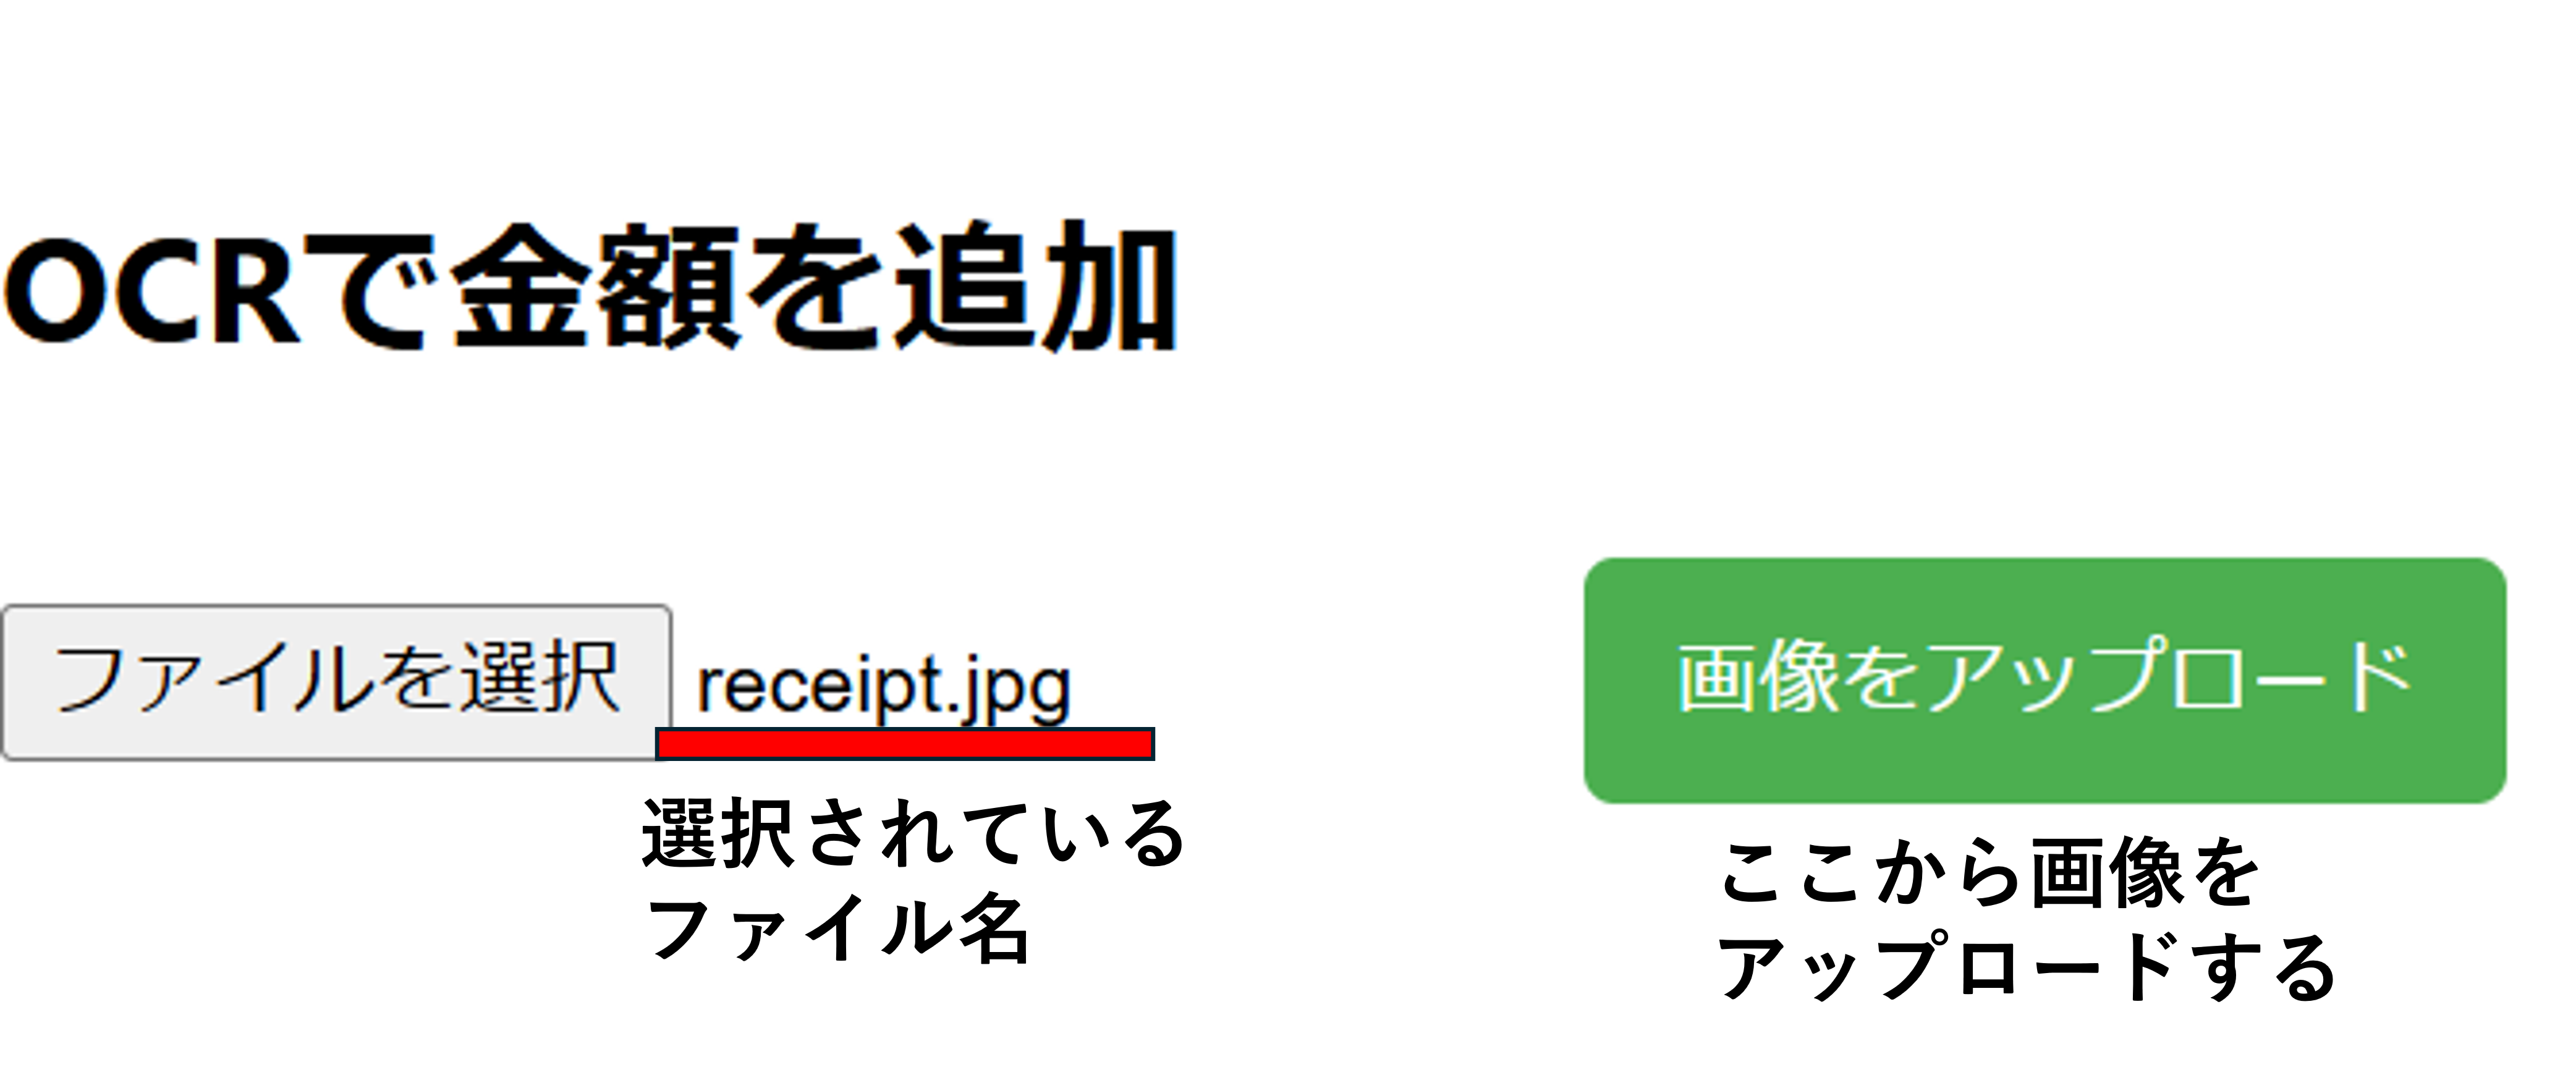 OCRで金額を追加
ファイルを選択 receipt.jpg
画像をアップロード
選択されている
ファイル名
ここから画像を
アップロードする